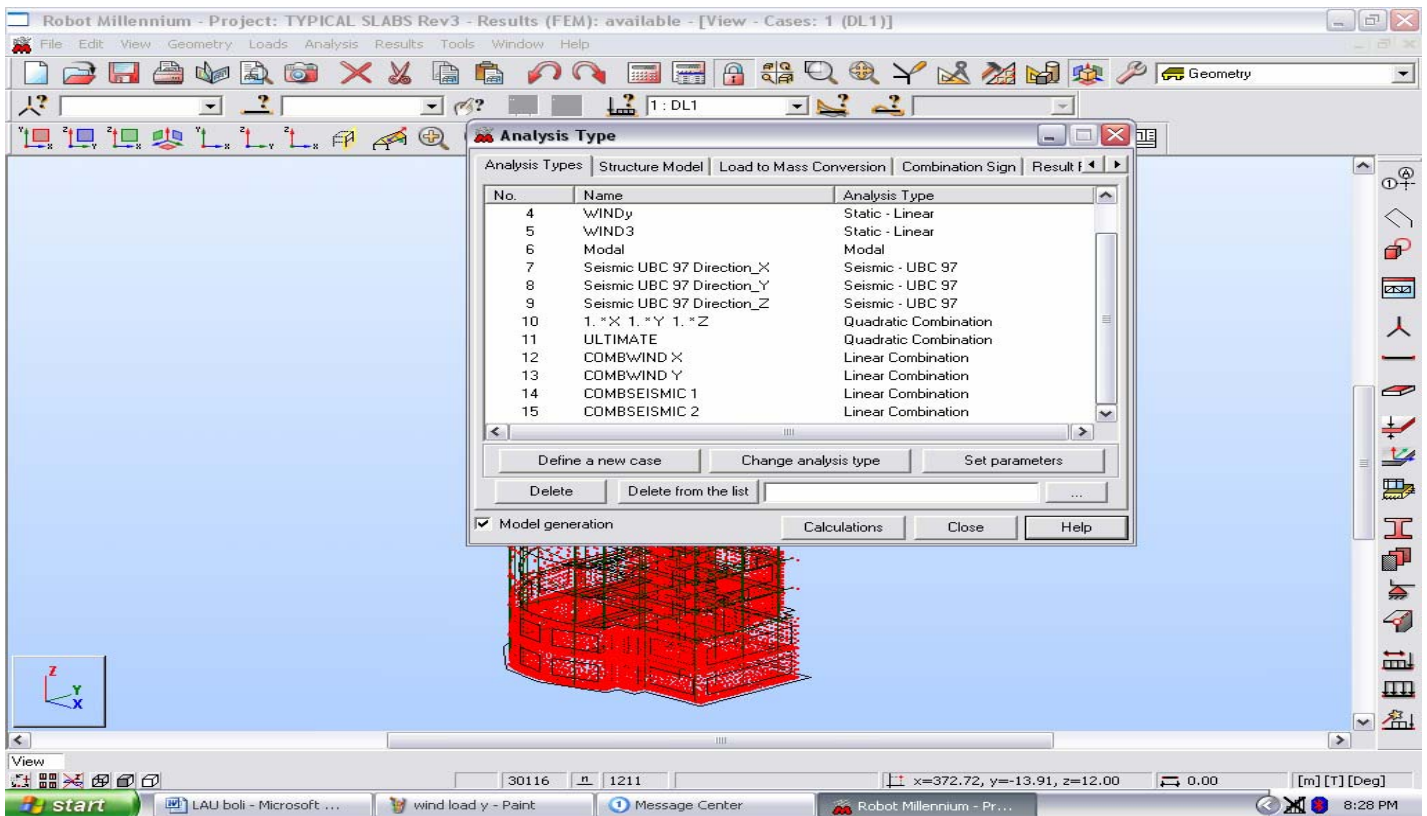 Robot Millennium - Project: TYPICAL SLABS Rev3 - Results (FEM): available - [View - Cases: 1 (DL1)]
File Edit View Geometry Loads Analysis Results Tools Window Help
Geometry
1 : DL1
Analysis Type
Analysis Types Structure Model Load to Mass Conversion Combination Sign Result F
No. Name Analysis Type
4 WINDy Static - Linear
5 WIND3 Static - Linear
6 Modal Modal
7 Seismic UBC 97 Direction_X Seismic - UBC 97
8 Seismic UBC 97 Direction_Y Seismic - UBC 97
9 Seismic UBC 97 Direction_Z Seismic - UBC 97
10 1. * X 1. * Y 1. * Z Quadratic Combination
11 ULTIMATE Quadratic Combination
12 COMBWIND X Linear Combination
13 COMBWIND Y Linear Combination
14 COMBSEISMIC 1 Linear Combination
15 COMBSEISMIC 2 Linear Combination
Define a new case Change analysis type Set parameters
Delete Delete from the list ...
Model generation Calculations Close Help
Z
Y
X
View
30116 n 1211 x=372.72, y=-13.91, z=12.00 0.00 [m] [T] [Deg]
start LAU boli - Microsoft ... wind load y - Paint Message Center Robot Millennium - Pr... 8:28 PM